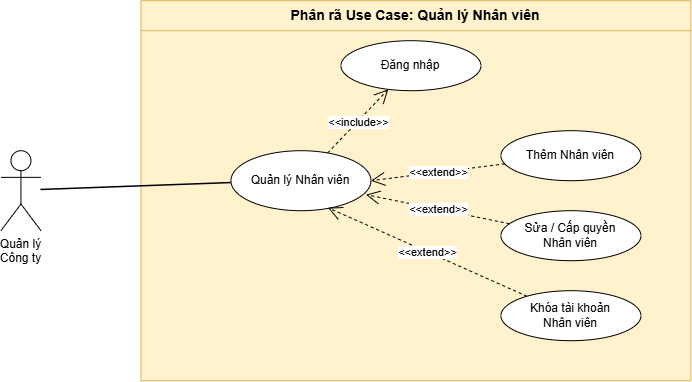 Phân rã Use Case: Quản lý Nhân viên
Đăng nhập
<<include>>
Thêm Nhân viên
<<extend>>
Quản lý Nhân viên
<<extend>>
Sửa / Cấp quyền
Nhân viên
Quản lý
Công ty
<<extend>>
Khóa tài khoản
Nhân viên